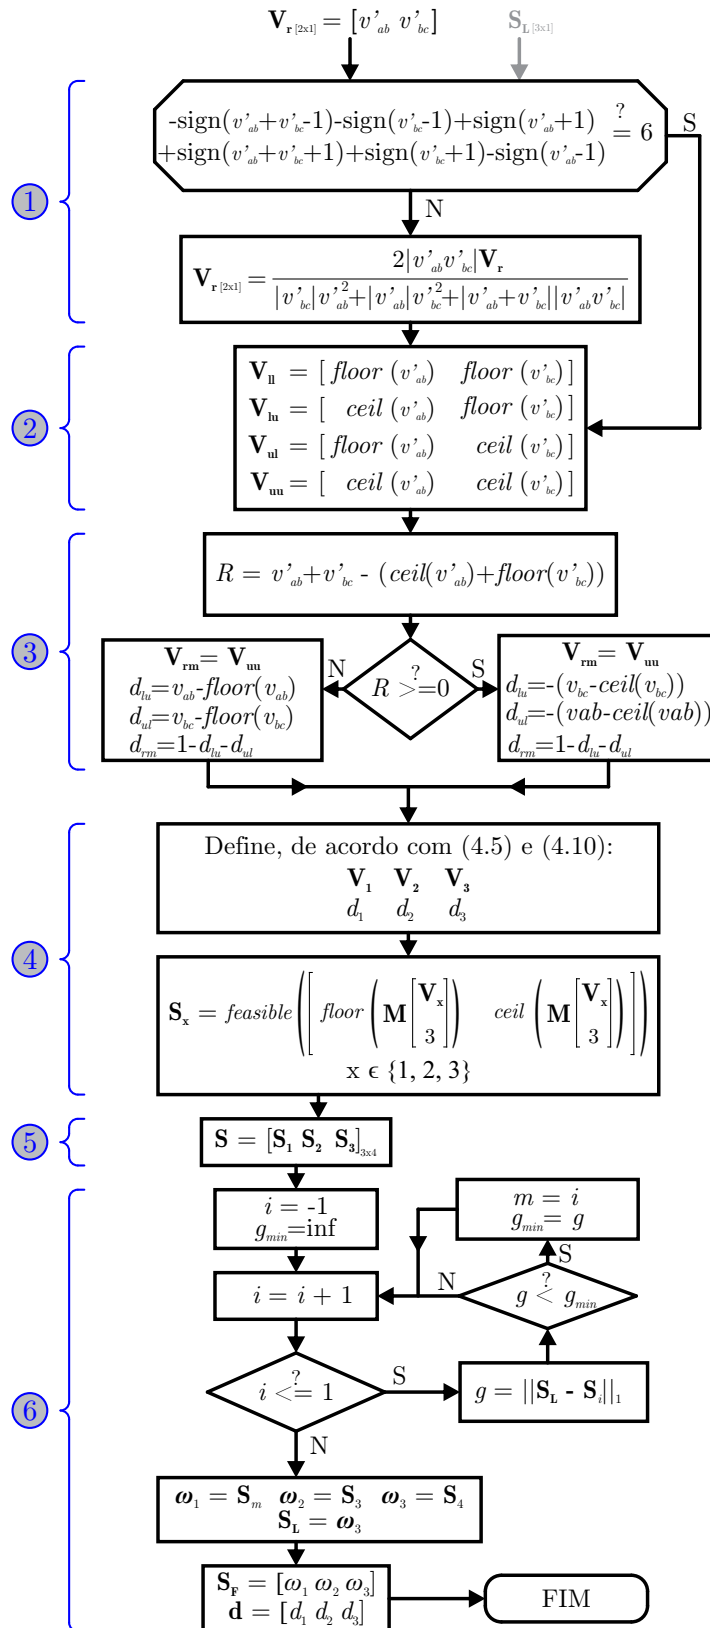 V_r [2x1] = [v'_ab v'_bc]
S_L [3x1]
-sign(v'_ab+v'_bc-1)-sign(v'_bc-1)+sign(v'_ab+1)
+sign(v'_ab+v'_bc+1)+sign(v'_bc+1)-sign(v'_ab-1)
? = 6
S
1
N
V_r [2x1] = 2|v'_ab v'_bc|V_r / |v'_bc|v'_ab^2+|v'_ab|v'_bc^2+|v'_ab+v'_bc||v'_ab v'_bc|
2
V_ll = [ floor (v'_ab) floor (v'_bc) ]
V_lu = [ ceil (v'_ab) floor (v'_bc) ]
V_ul = [ floor (v'_ab) ceil (v'_bc) ]
V_uu = [ ceil (v'_ab) ceil (v'_bc) ]
3
R = v'_ab+v'_bc - (ceil(v'_ab)+floor(v'_bc))
?
R >=0
N
S
V_rm= V_uu
d_lu=v_ab-floor(v_ab)
d_ul=v_bc-floor(v_bc)
d_rm=1-d_lu-d_ul
V_rm= V_uu
d_lu=-(v_bc-ceil(v_bc))
d_ul=-(vab-ceil(vab))
d_rm=1-d_lu-d_ul
4
Define, de acordo com (4.5) e (4.10):
V_1 V_2 V_3
d_1 d_2 d_3
S_x = feasible([ floor (M[V_x 3]) ceil (M[V_x 3]) ])
x ϵ {1, 2, 3}
5
S = [S_1 S_2 S_3]_3x4
6
i = -1
g_min=inf
i = i + 1
?
i <= 1
S
N
g = ||S_L - S_i||_1
?
g < g_min
N
S
m = i
g_min= g
ω_1 = S_m ω_2 = S_3 ω_3 = S_4
S_L = ω_3
S_F = [ω_1 ω_2 ω_3]
d = [d_1 d_2 d_3]
FIM